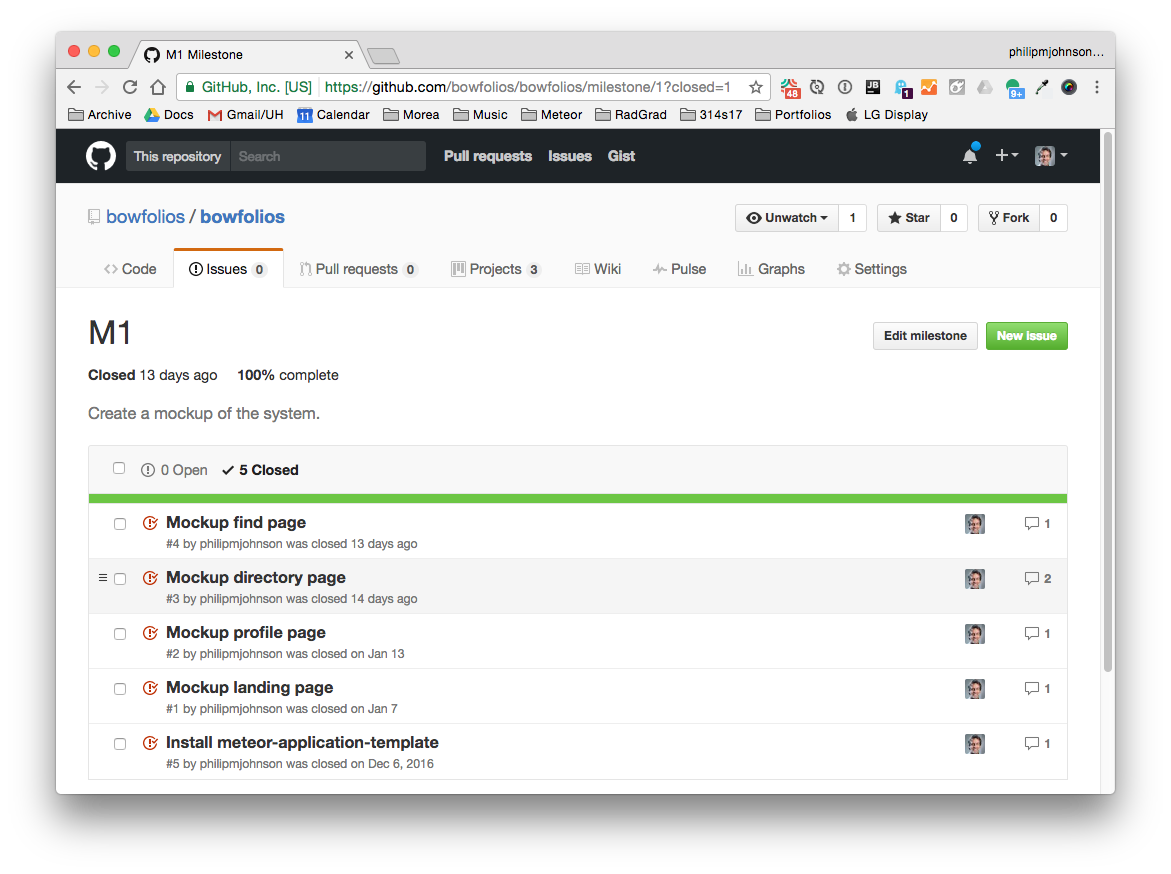 M1 Milestone
philipmjohnson...
GitHub, Inc. [US] https://github.com/bowfolios/bowfolios/milestone/1?closed=1
48 JB 1 9+
Archive Docs Gmail/UH 11 Calendar Morea Music Meteor RadGrad 314s17 Portfolios LG Display
This repository Search Pull requests Issues Gist
bowfolios / bowfolios Unwatch 1 Star 0 Fork 0
Code Issues 0 Pull requests 0 Projects 3 Wiki Pulse Graphs Settings
M1 Edit milestone New issue
Closed 13 days ago 100% complete
Create a mockup of the system.
0 Open 5 Closed
Mockup find page 1
#4 by philipmjohnson was closed 13 days ago
Mockup directory page 2
#3 by philipmjohnson was closed 14 days ago
Mockup profile page 1
#2 by philipmjohnson was closed on Jan 13
Mockup landing page 1
#1 by philipmjohnson was closed on Jan 7
Install meteor-application-template 1
#5 by philipmjohnson was closed on Dec 6, 2016